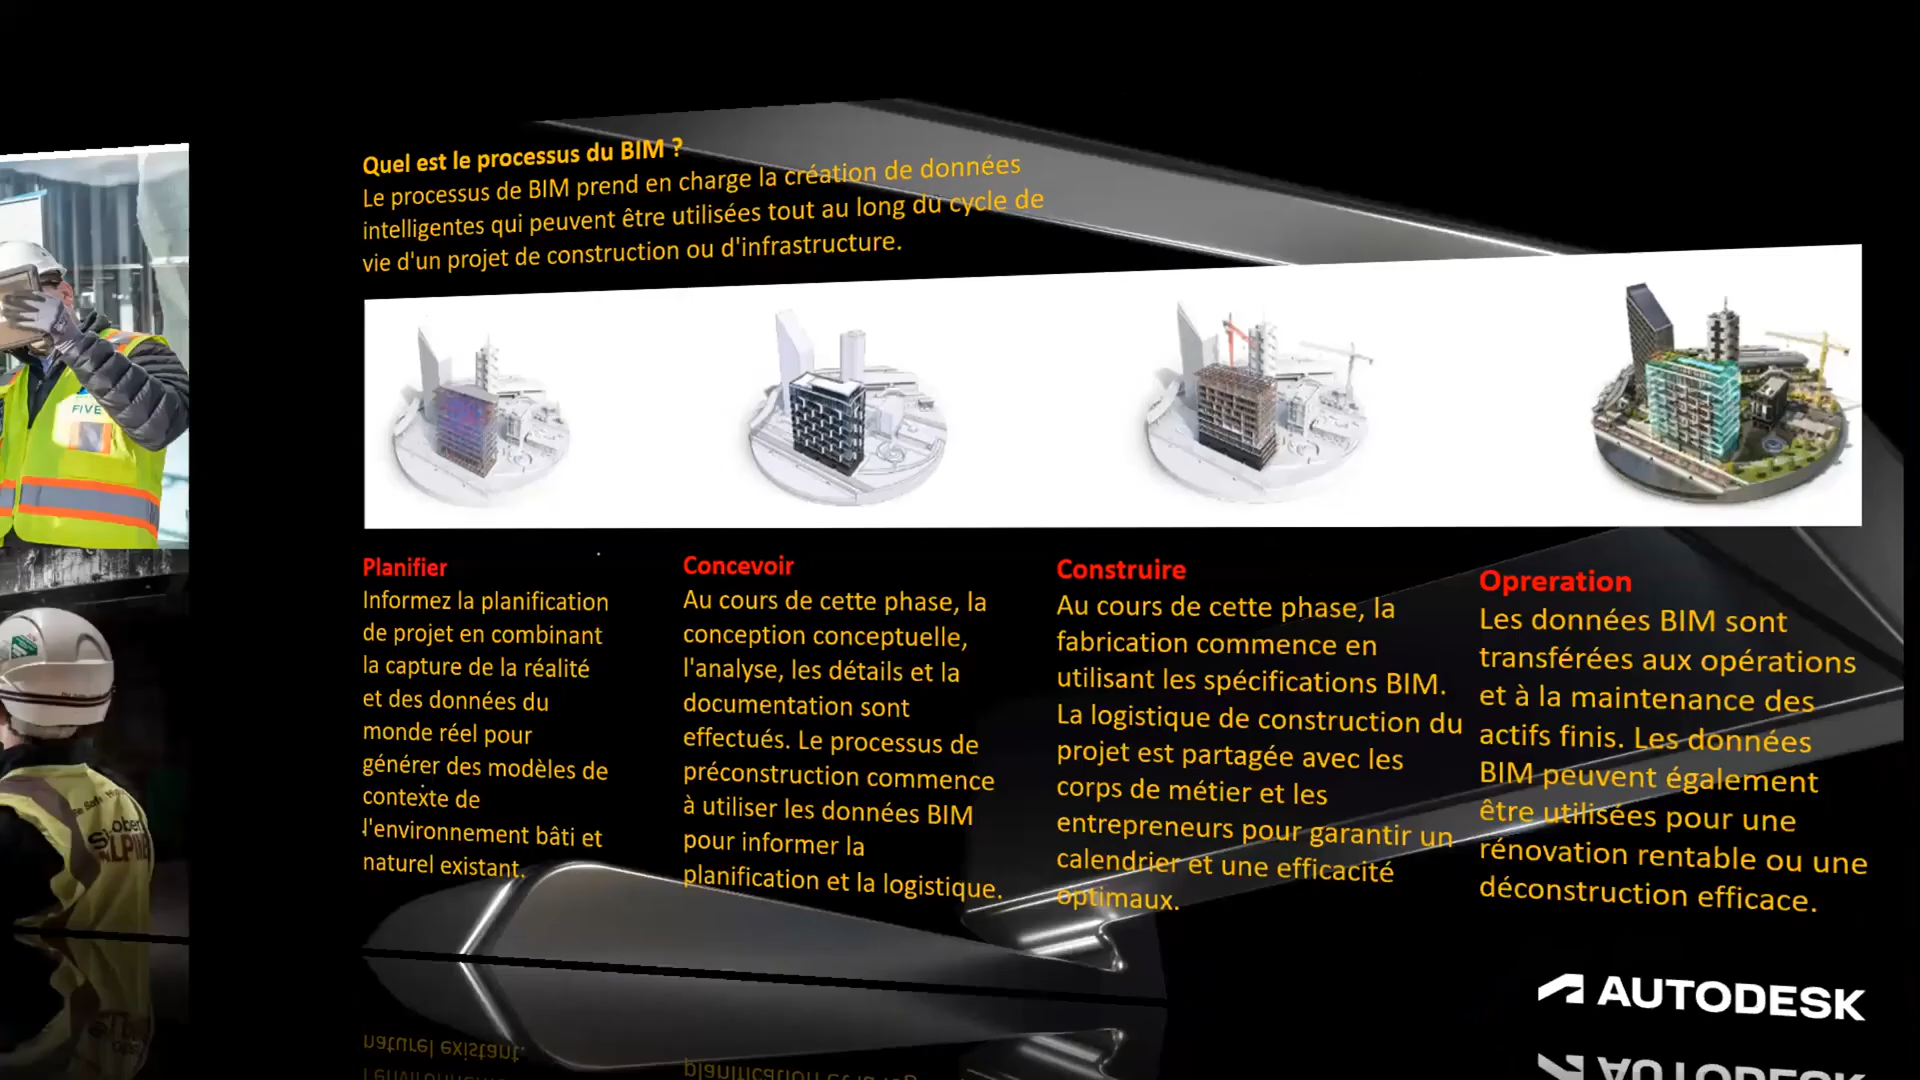 Quel est le processus du BIM ?
Le processus de BIM prend en charge la création de données
intelligentes qui peuvent être utilisées tout au long du cycle de
vie d'un projet de construction ou d'infrastructure.
Planifier
Informez la planification
de projet en combinant
la capture de la réalité
et des données du
monde réel pour
générer des modèles de
contexte de
l'environnement bâti et
naturel existant.
Concevoir
Au cours de cette phase, la
conception conceptuelle,
l'analyse, les détails et la
documentation sont
effectués. Le processus de
préconstruction commence
à utiliser les données BIM
pour informer la
planification et la logistique.
Construire
Au cours de cette phase, la
fabrication commence en
utilisant les spécifications BIM.
La logistique de construction du
projet est partagée avec les
corps de métier et les
entrepreneurs pour garantir un
calendrier et une efficacité
optimaux.
Opreration
Les données BIM sont
transférées aux opérations
et à la maintenance des
actifs finis. Les données
BIM peuvent également
être utilisées pour une
rénovation rentable ou une
déconstruction efficace.
AUTODESK
FIVE